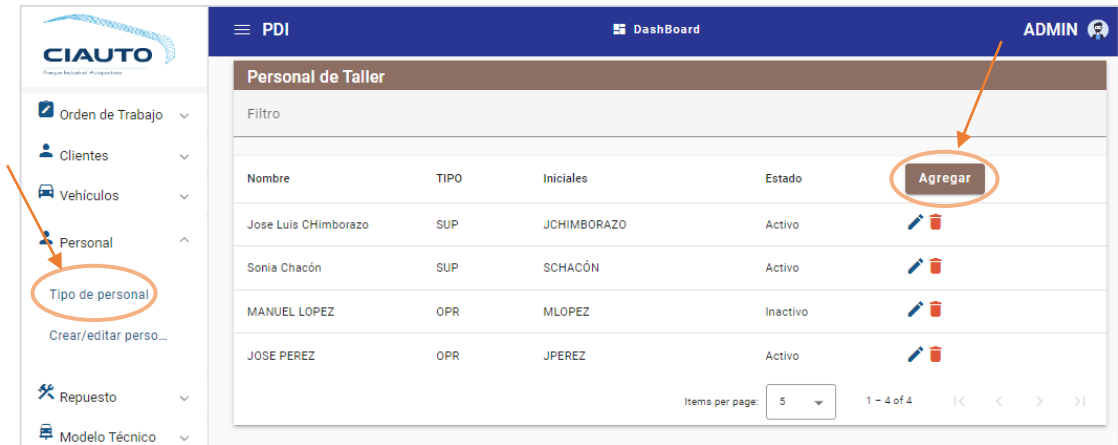 CIAUTO
Parque Industrial Autopartista
Orden de Trabajo
Clientes
Vehículos
Personal
Tipo de personal
Crear/editar perso...
Repuesto
Modelo Técnico
PDI
DashBoard
ADMIN
Personal de Taller
Filtro
Nombre TIPO Iniciales Estado Agregar
Jose Luis CHimborazo SUP JCHIMBORAZO Activo
Sonia Chacón SUP SCHACÓN Activo
MANUEL LOPEZ OPR MLOPEZ Inactivo
JOSE PEREZ OPR JPEREZ Activo
Items per page: 5 1 – 4 of 4